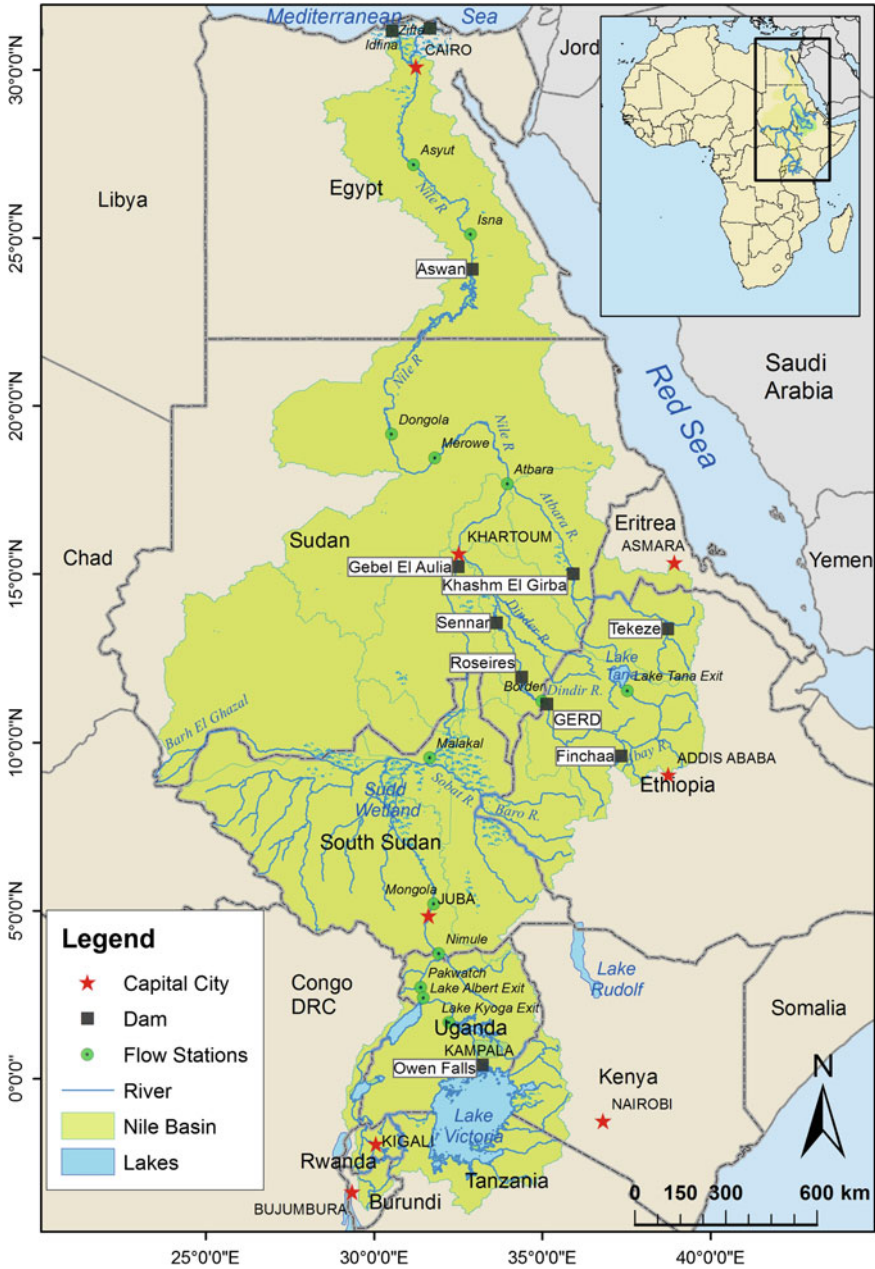 Mediterranean Sea
Idfina
Zifta
CAIRO
Jord
30°0'0"N
Asyut
Libya
Egypt
Nile R
Isna
25°0'0"N
Aswan
Saudi
Arabia
Red Sea
Nile R
20°0'0"N
Dongola
Merowe
Nile R
Atbara
Atbara R.
Sudan
KHARTOUM
Eritrea
ASMARA
Chad
Yemen
15°0'0"N
Gebel El Aulia
Khashm El Girba
Sennar
Dinder R.
Tekeze
Roseires
Lake
Tana
Lake Tana Exit
Border
Dindir R.
GERD
Barh El Ghazal
10°0'0"N
Malakal
Finchaa
Abay R.
ADDIS ABABA
Ethiopia
Sobat R.
Sudd
Wetland
Baro R.
South Sudan
Mongola
JUBA
5°0'0"N
Nimule
Legend
Capital City
Dam
Flow Stations
River
Nile Basin
Lakes
Congo
DRC
Pakwatch
Lake Albert Exit
Lake Kyoga Exit
Uganda
KAMPALA
Owen Falls
Lake
Rudolf
Somalia
0°0'0"
Kenya
NAIROBI
N
Lake
Victoria
KIGALI
Rwanda
Tanzania
Burundi
BUJUMBURA
0 150 300 600 km
25°0'0"E 30°0'0"E 35°0'0"E 40°0'0"E